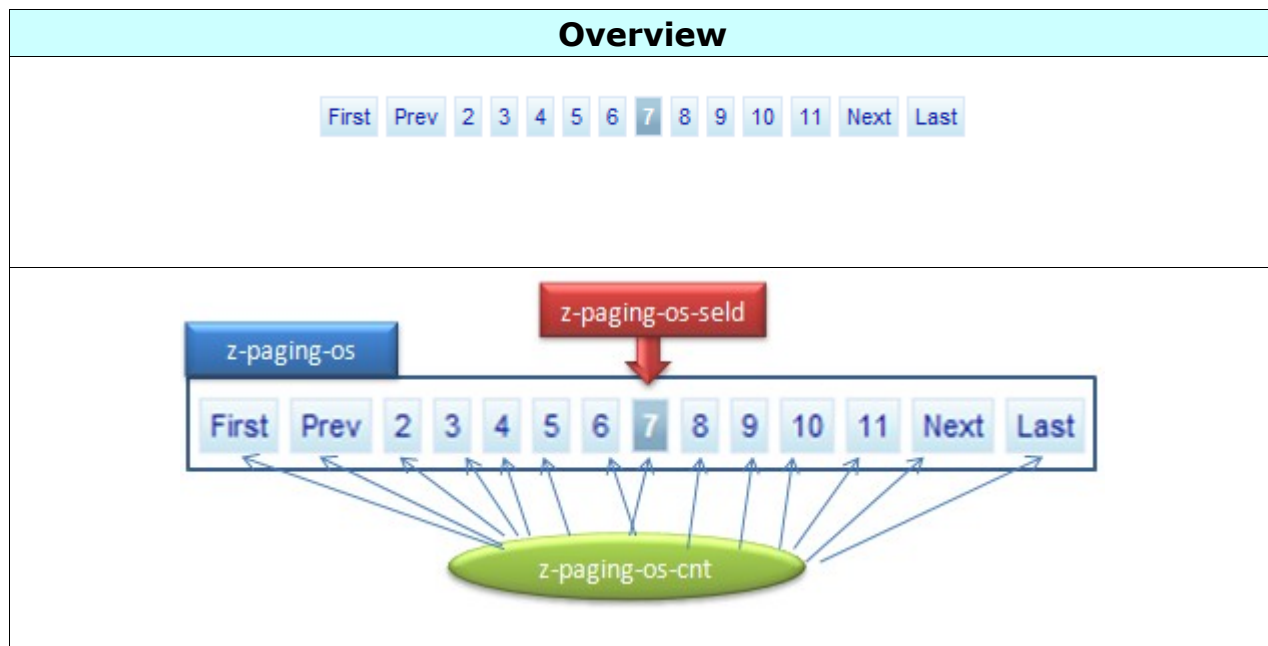 Overview
First Prev 2 3 4 5 6 7 8 9 10 11 Next Last
z-paging-os-seld
z-paging-os
First Prev 2 3 4 5 6 7 8 9 10 11 Next Last
z-paging-os-cnt